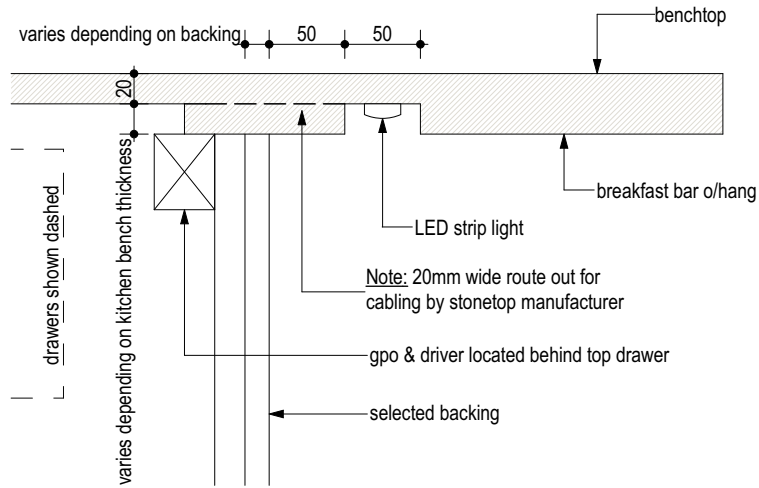 varies depending on backing
50
50
benchtop
20
varies depending on kitchen bench thickness
drawers shown dashed
breakfast bar o/hang
LED strip light
Note: 20mm wide route out for
cabling by stonetop manufacturer
gpo & driver located behind top drawer
selected backing